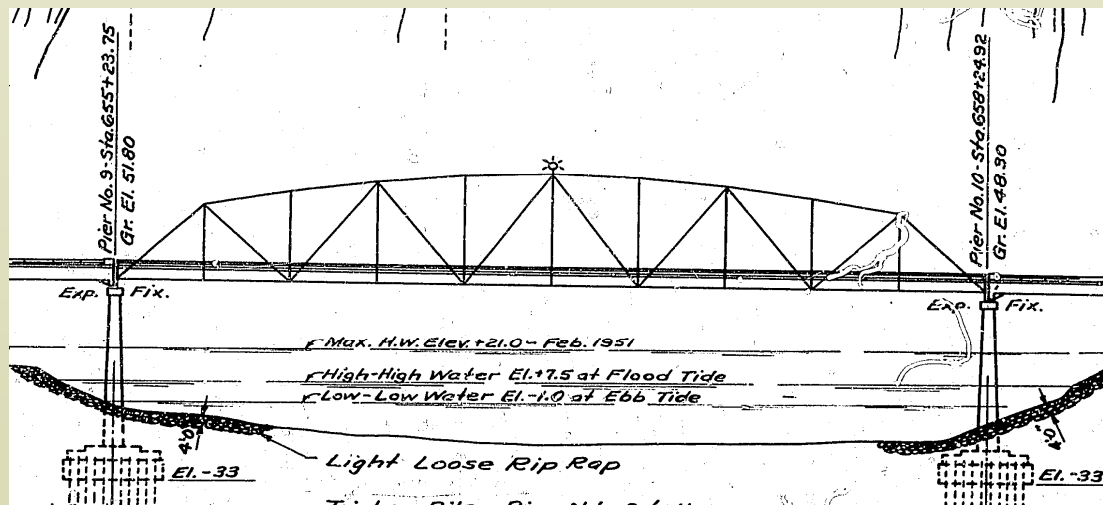 Pier No. 9-Sta. 655+23.75
Gr. El. 51.80
Pier No. 10-Sta. 658+24.92
Gr. El. 48.30
Exp. Fix.
Exp. Fix.
Max. H.W. Elev. +21.0 - Feb. 1951
High-High Water El. +7.5 at Flood Tide
Low-Low Water El. -1.0 at Ebb Tide
4'.0"
4'.0"
Light Loose Rip Rap
El. -33
El. -33